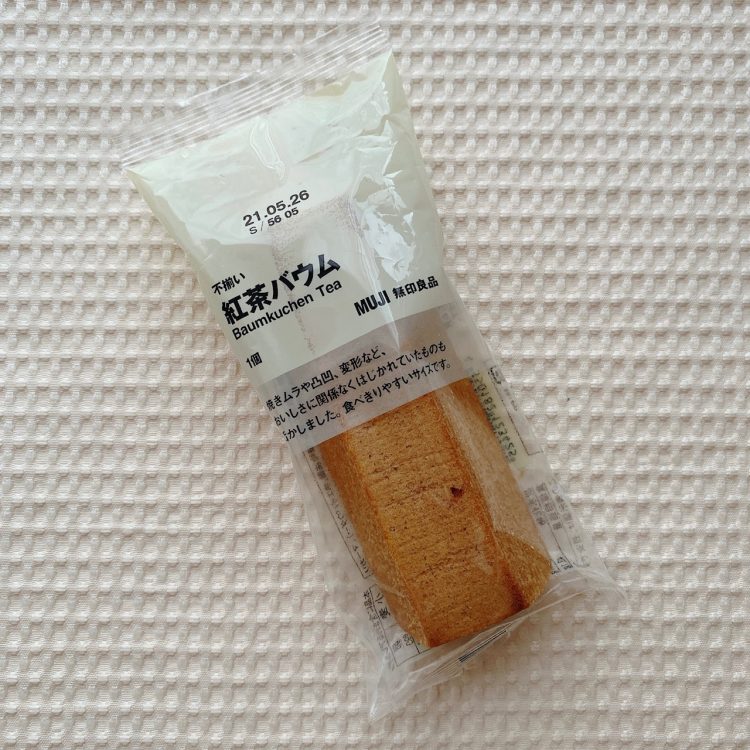 21.05.26
S / 56 05
不揃い
紅茶バウム
Baumkuchen Tea
1個
MUJI 無印良品
焼きムラや凸凹、変形など、
おいしさに関係なくはじかれていたものも
活かしました。食べきりやすいサイズです。